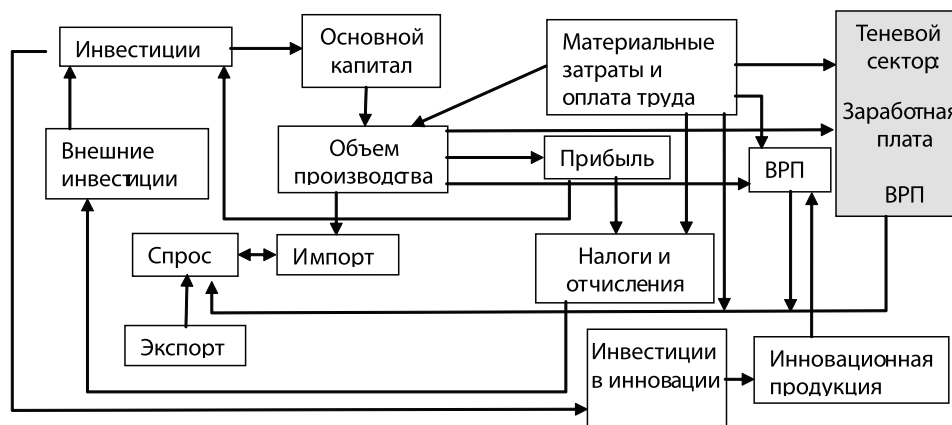 Инвестиции
Основной
капитал
Материальные
затраты и
оплата труда
Теневой
сектор:
Заработная
плата
ВРП
Внешние
инвестиции
Объем
производства
Прибыль
ВРП
Спрос
Импорт
Налоги и
отчисления
Экспорт
Инвестиции
в инновации
Инновационная
продукция